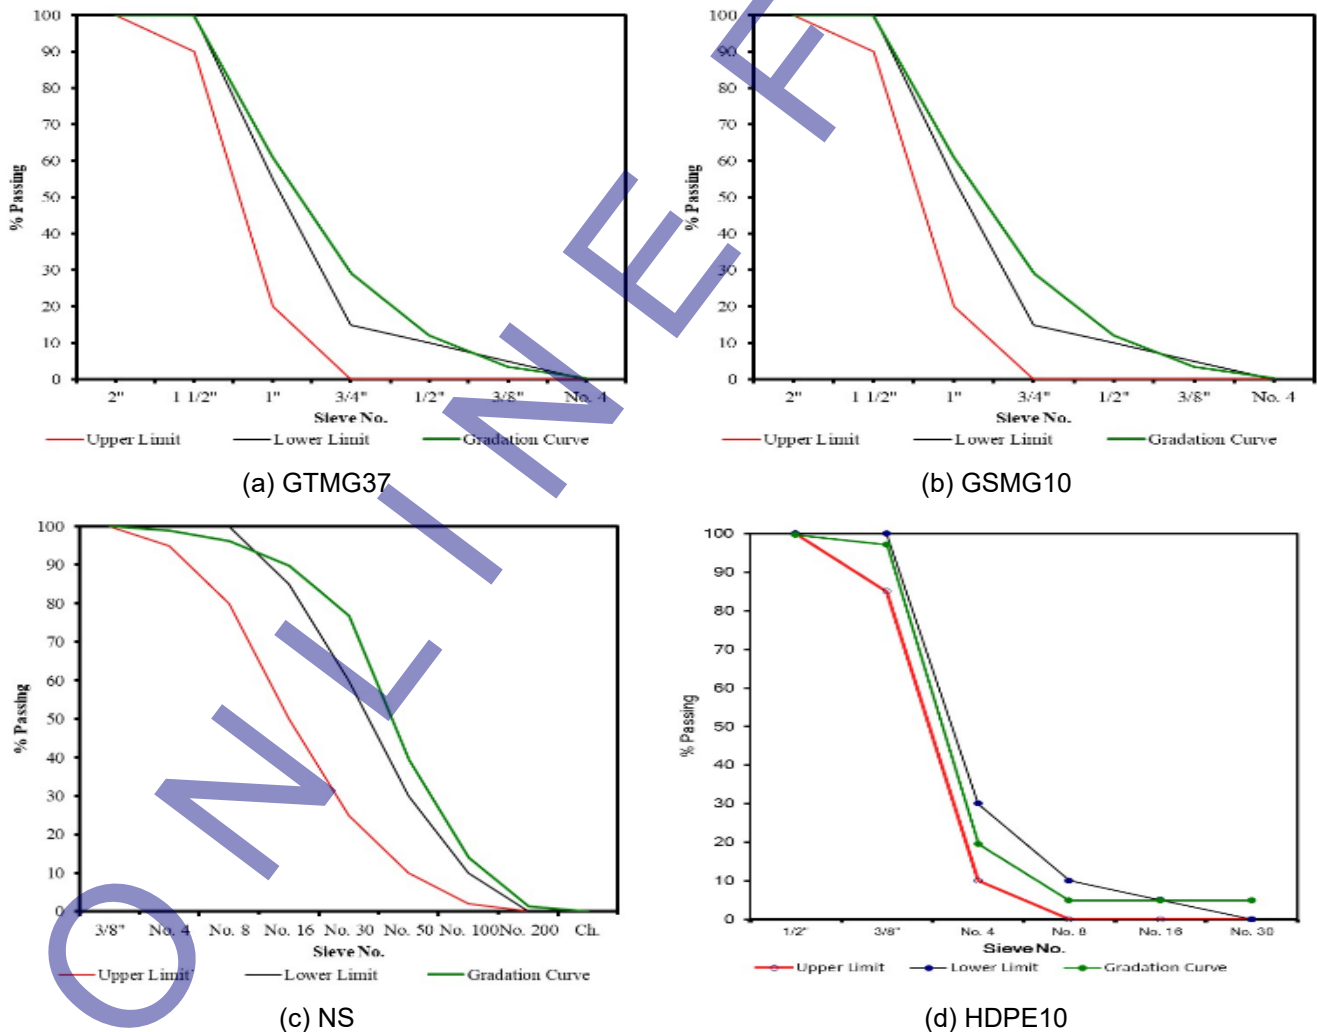 100
90
80
70
60
50
40
30
20
10
0
% Passing
2" 1 1/2" 1" 3/4" 1/2" 3/8" No. 4
Sieve No.
Upper Limit Lower Limit Gradation Curve
(a) GTMG37
100
90
80
70
60
50
40
30
20
10
0
% Passing
2" 1 1/2" 1" 3/4" 1/2" 3/8" No. 4
Sieve No.
Upper Limit Lower Limit Gradation Curve
(b) GSMG10
100
90
80
70
60
50
40
30
20
10
0
% Passing
3/8" No. 4 No. 8 No. 16 No. 30 No. 50 No. 100 No. 200 Ch.
Sieve No.
Upper Limit Lower Limit Gradation Curve
(c) NS
100
90
80
70
60
50
40
30
20
10
0
% Passing
1/2" 3/8" No. 4 No. 8 No. 16 No. 30
Sieve No.
Upper Limit Lower Limit Gradation Curve
(d) HDPE10
ONLINE F